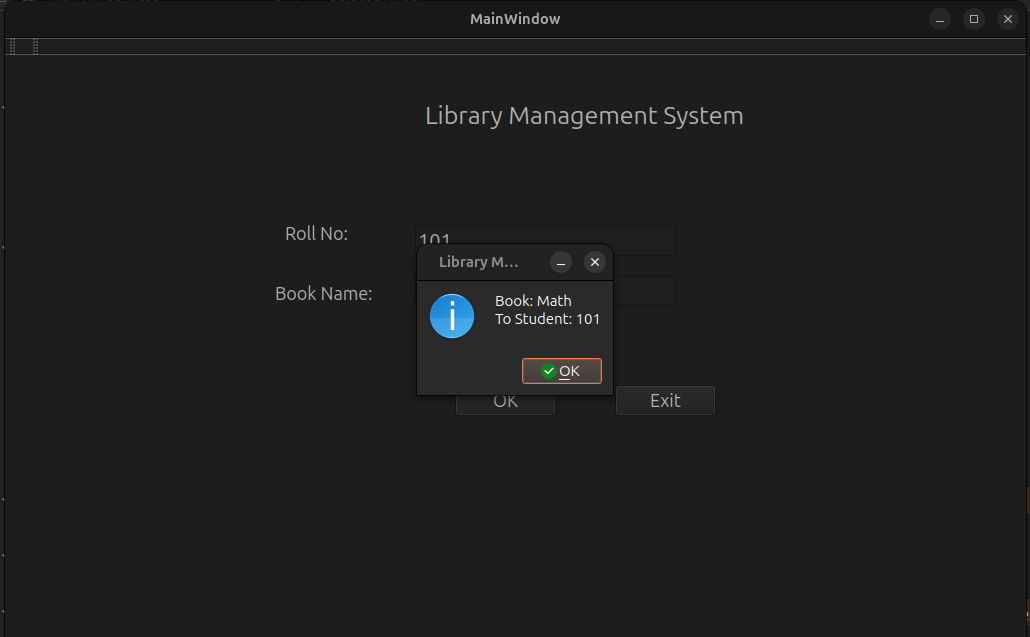 MainWindow
Library Management System
Roll No:
101
Library M...
Book Name:
Book: Math
To Student: 101
OK
OK
Exit